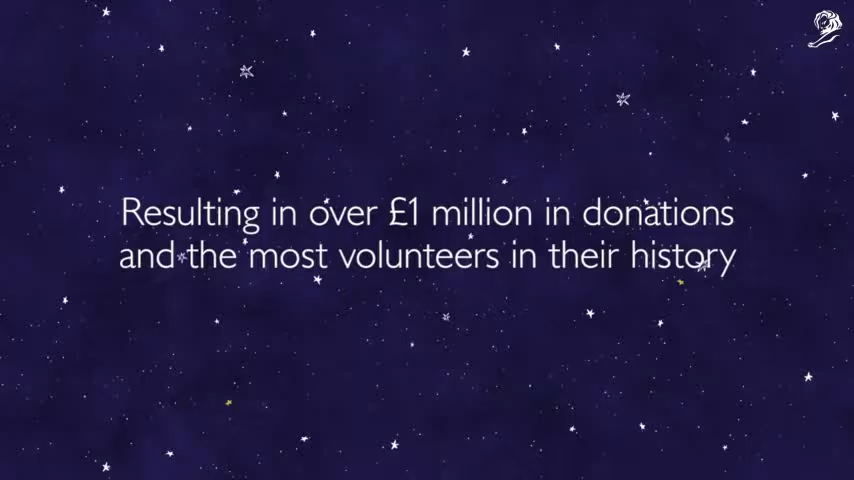 Resulting in over £1 million in donations
and the most volunteers in their history